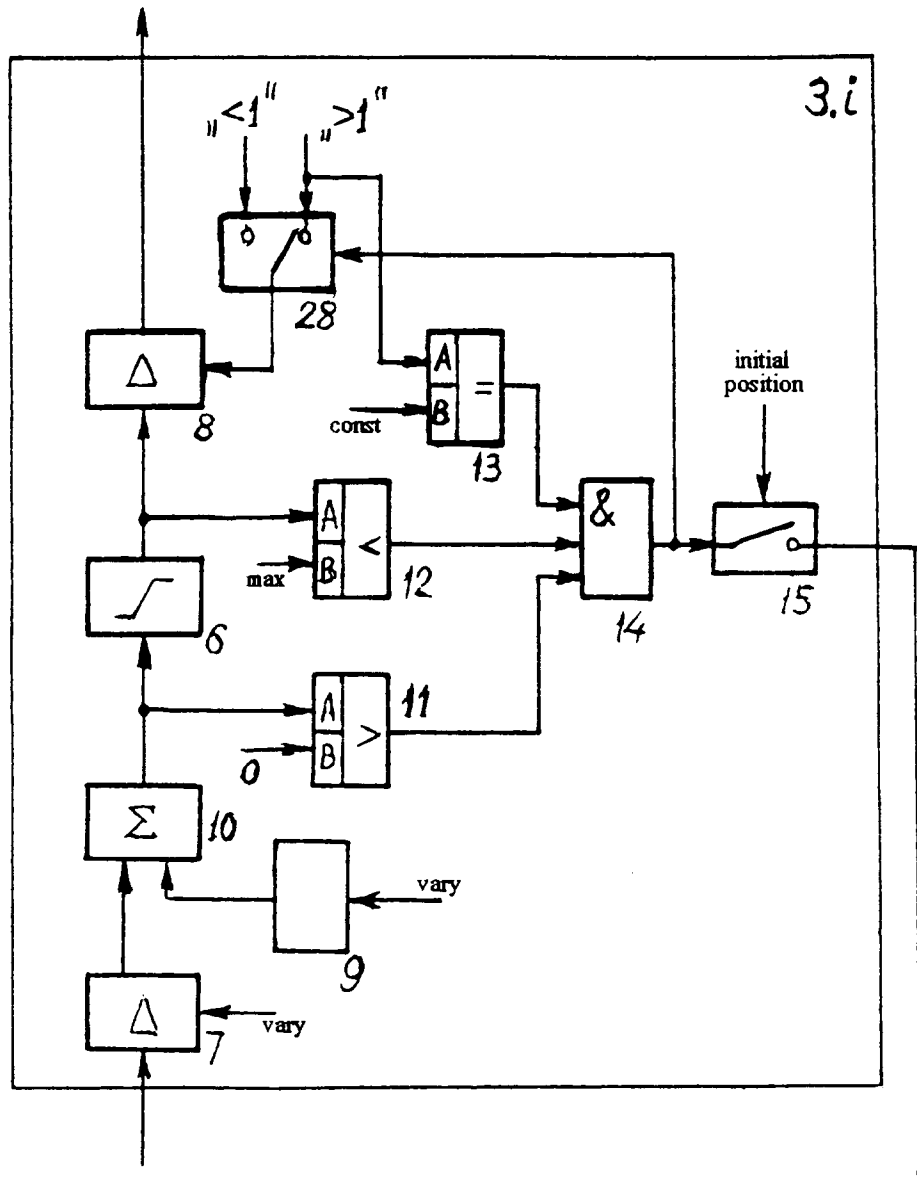 3.i
„<1" „>1"
28
Δ
8
A
B
=
const
13
initial
position
&
14
15
A
B
<
max
12
6
A
B
>
0
11
Σ
10
vary
9
Δ
vary
7